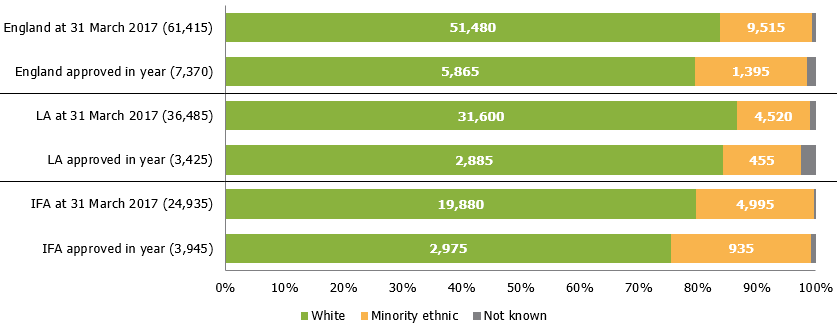 England at 31 March 2017 (61,415) 51,480 9,515
England approved in year (7,370) 5,865 1,395
LA at 31 March 2017 (36,485) 31,600 4,520
LA approved in year (3,425) 2,885 455
IFA at 31 March 2017 (24,935) 19,880 4,995
IFA approved in year (3,945) 2,975 935
0% 10% 20% 30% 40% 50% 60% 70% 80% 90% 100%
White Minority ethnic Not known